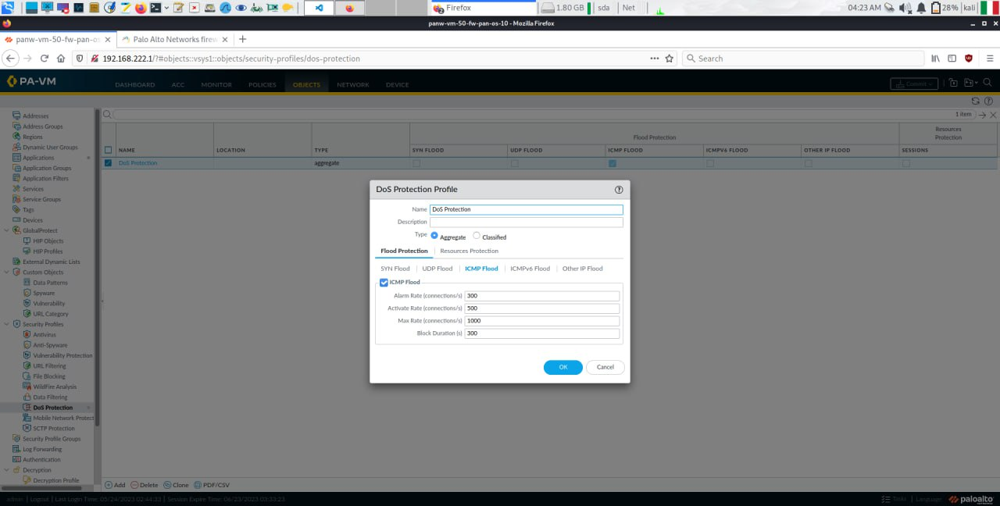 Firefox
1.80 GB
sda
Net
04:23 AM
28%
kali
panw-vm-50-fw-pan-os-10 - Mozilla Firefox
panw-vm-50-fw-pan-os-
Palo Alto Networks firew
192.168.222.1/?#objects::vsys1::objects/security-profiles/dos-protection
Search
PA-VM
DASHBOARD ACC MONITOR POLICIES OBJECTS NETWORK DEVICE
Commit
1 item
Addresses
Address Groups
Regions
Dynamic User Groups
Applications
Application Groups
Application Filters
Services
Service Groups
Tags
Devices
GlobalProtect
HIP Objects
HIP Profiles
External Dynamic Lists
Custom Objects
Data Patterns
Spyware
Vulnerability
URL Category
Security Profiles
Antivirus
Anti-Spyware
Vulnerability Protection
URL Filtering
File Blocking
WildFire Analysis
Data Filtering
DoS Protection
Mobile Network Protect
SCTP Protection
Security Profile Groups
Log Forwarding
Authentication
Decryption
Decryption Profile
Flood Protection
Resources
Protection
NAME LOCATION TYPE SYN FLOOD UDP FLOOD ICMP FLOOD ICMPV6 FLOOD OTHER IP FLOOD SESSIONS
DoS Protection aggregate
DoS Protection Profile
Name DoS Protection
Description
Type Aggregate Classified
Flood Protection Resources Protection
SYN Flood UDP Flood ICMP Flood ICMPv6 Flood Other IP Flood
ICMP Flood
Alarm Rate (connections/s) 300
Activate Rate (connections/s) 500
Max Rate (connections/s) 1000
Block Duration (s) 300
OK Cancel
Add Delete Clone PDF/CSV
admin | Logout | Last Login Time: 05/24/2023 02:44:33 | Session Expire Time: 06/23/2023 03:33:23
Tasks | Language
paloalto